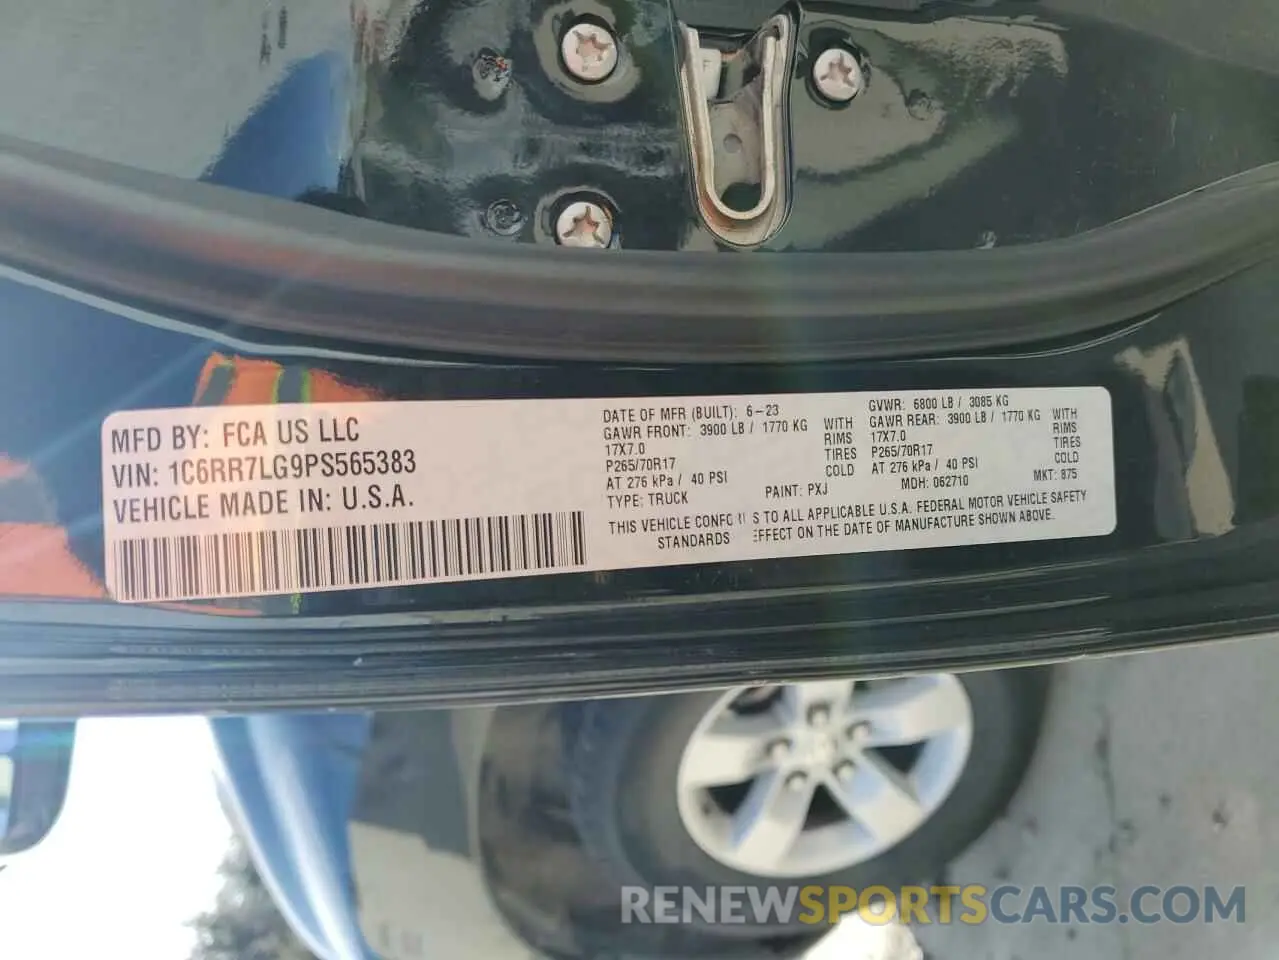 MFD BY: FCA US LLC
VIN: 1C6RR7LG9PS565383
VEHICLE MADE IN: U.S.A.
DATE OF MFR (BUILT): 6-23
GAWR FRONT: 3900 LB / 1770 KG WITH
17X7.0 RIMS
P265/70R17 TIRES
AT 276 kPa / 40 PSI COLD
TYPE: TRUCK PAINT: PXJ
GVWR: 6800 LB / 3085 KG
GAWR REAR: 3900 LB / 1770 KG WITH
17X7.0 RIMS
P265/70R17 TIRES
AT 276 kPa / 40 PSI COLD
MDH: 062710 MKT: 875
THIS VEHICLE S TO ALL APPLICABLE U.S.A. FEDERAL MOTOR VEHICLE SAFETY
STANDARDS EFFECT ON THE DATE OF MANUFACTURE SHOWN ABOVE.
RENEWSPORTSCARS.COM